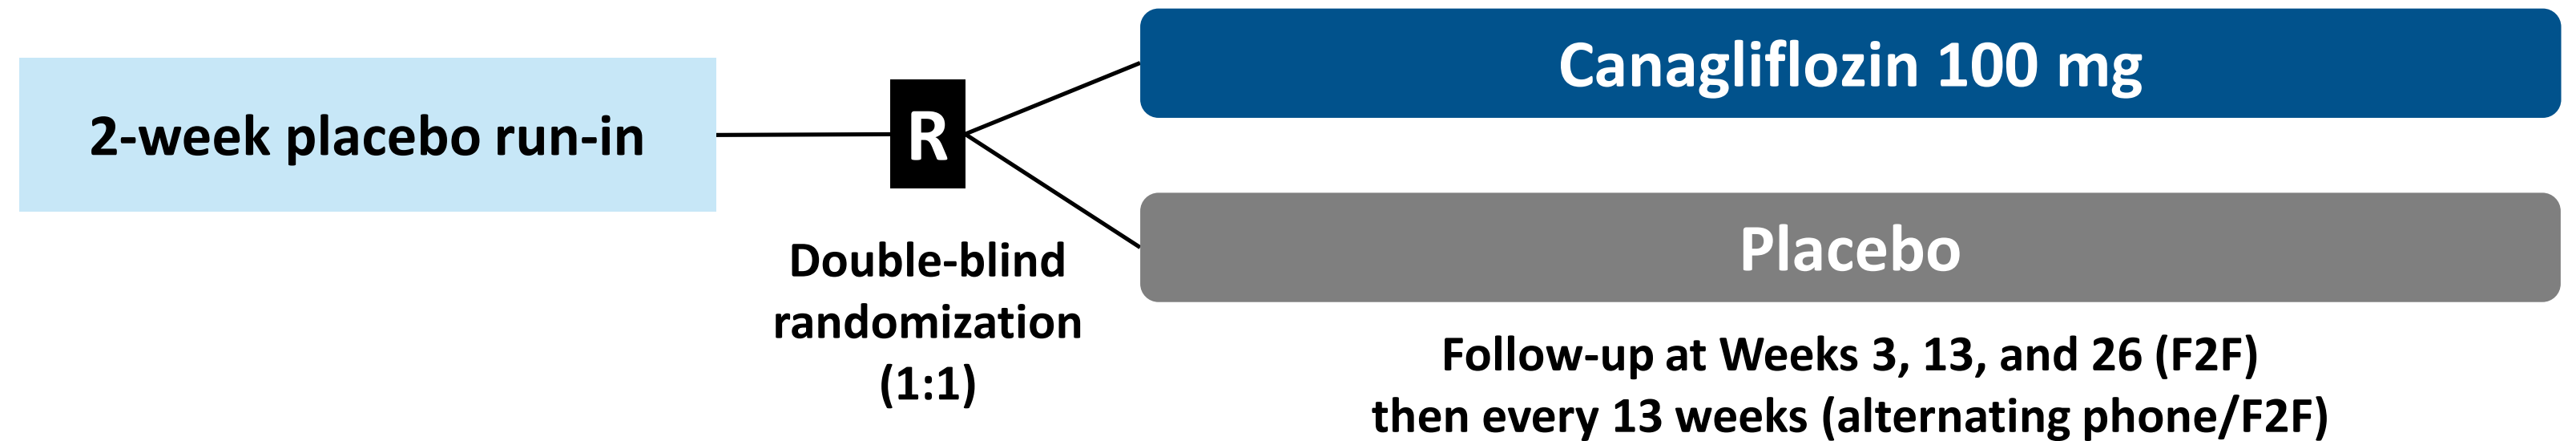 2-week placebo run-in
R
Double-blind
randomization
(1:1)
Canagliflozin 100 mg
Placebo
Follow-up at Weeks 3, 13, and 26 (F2F)
then every 13 weeks (alternating phone/F2F)